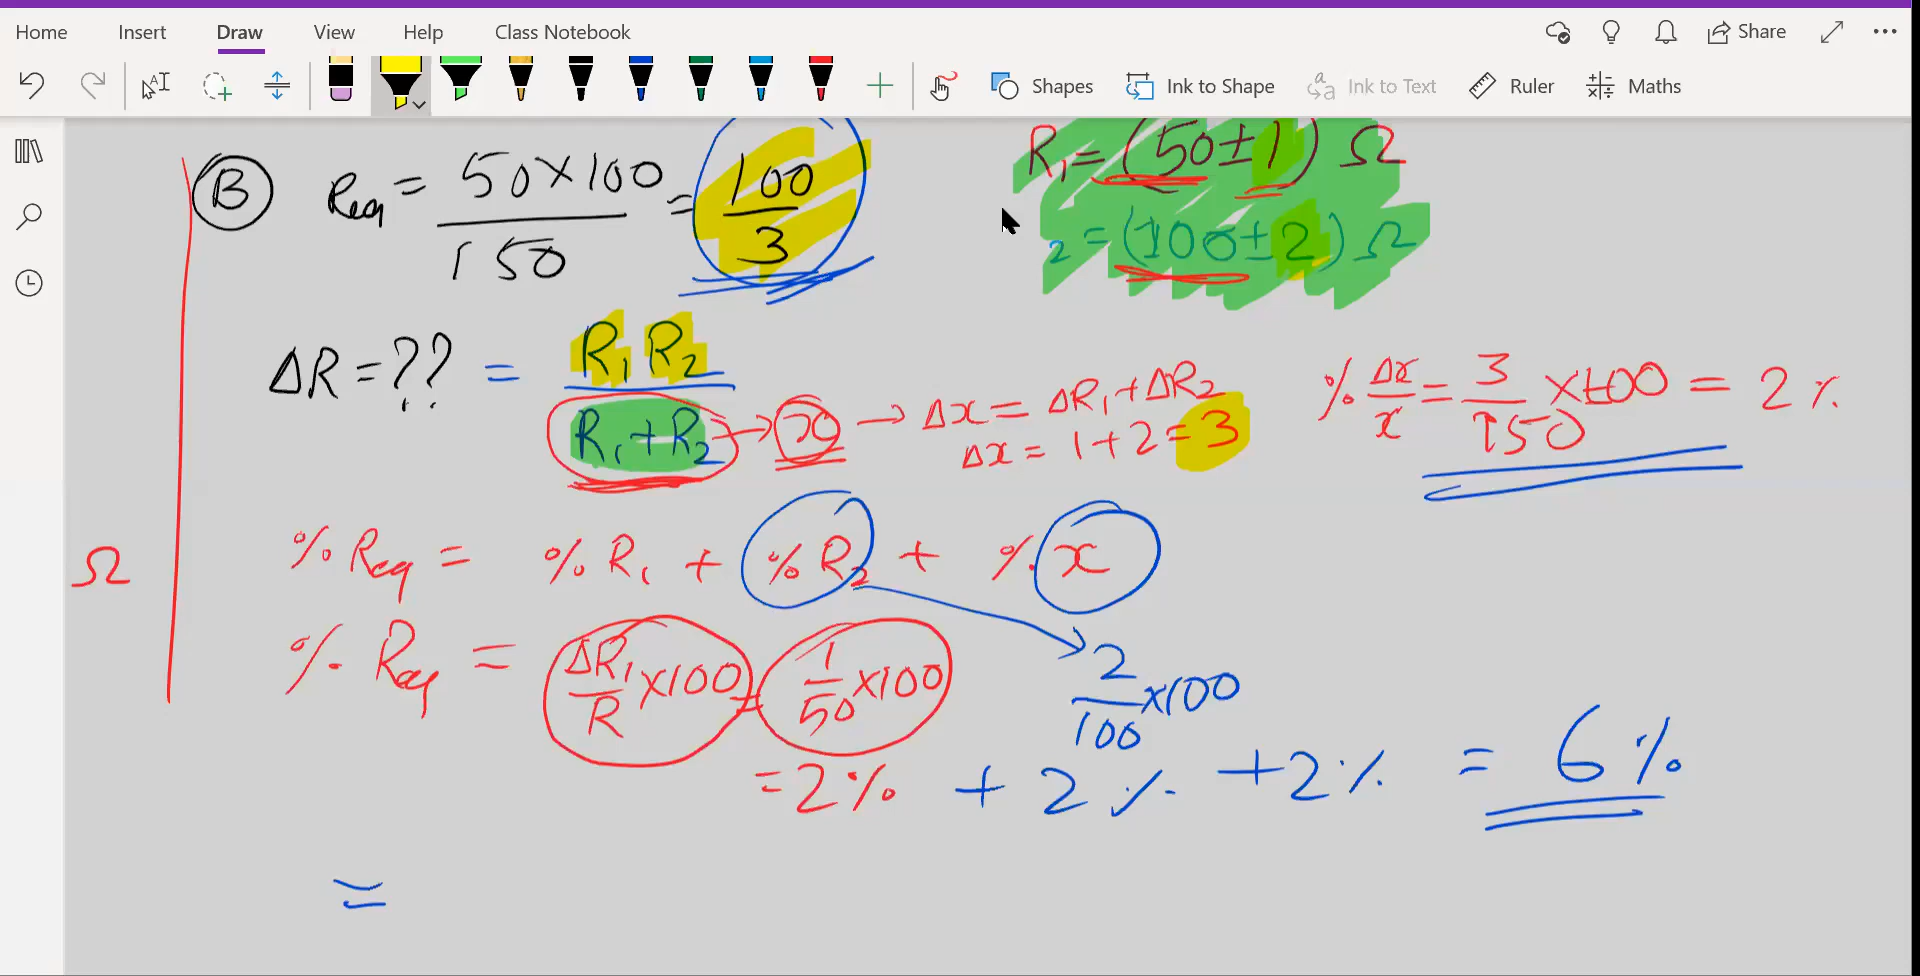 Home Insert Draw View Help Class Notebook Share
Shapes Ink to Shape Ink to Text Ruler Maths
B Req = 50×100 / 150 = 100 / 3
R₁ = (50±1) Ω
₂ = (100±2) Ω
ΔR = ?? = R₁ R₂ / R₁ + R₂ → x → Δx = ΔR₁ + ΔR₂
Δx = 1+2 = 3
% Δx/x = 3/150 ×100 = 2 %
Ω
% Req = % R₁ + % R₂ + % x
% Req = ΔR₁/R ×100 = 1/50 ×100
2/100 ×100
= 2% + 2% + 2% = 6%
=